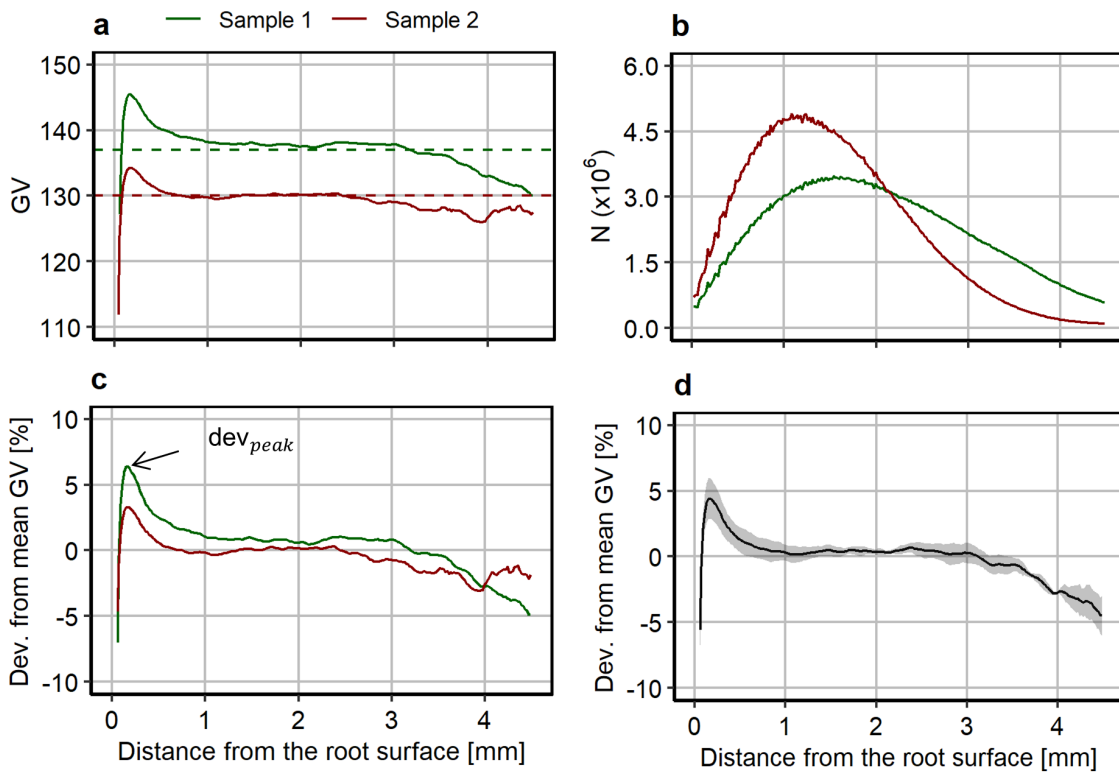 a
Sample 1
Sample 2
150
140
130
120
110
GV
b
6.0
4.5
3.0
1.5
0.0
N (x10⁶)
c
10
5
0
-5
-10
Dev. from mean GV [%]
dev_peak
0 1 2 3 4
Distance from the root surface [mm]
d
10
5
0
-5
-10
Dev. from mean GV [%]
0 1 2 3 4
Distance from the root surface [mm]